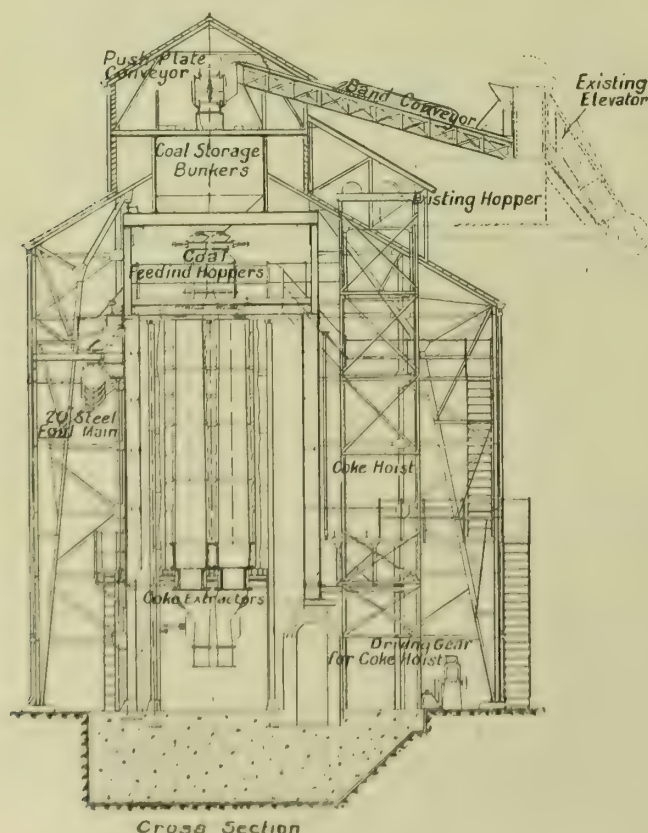 Push Plate
Conveyor
Band Conveyor
Existing
Elevator
Coal Storage
Bunkers
Existing Hopper
Coal
Feeding Hoppers
20 Steel
Foul Main
Coke Hoist
Coke Extractors
Driving Gear
for Coke Hoist
Cross Section